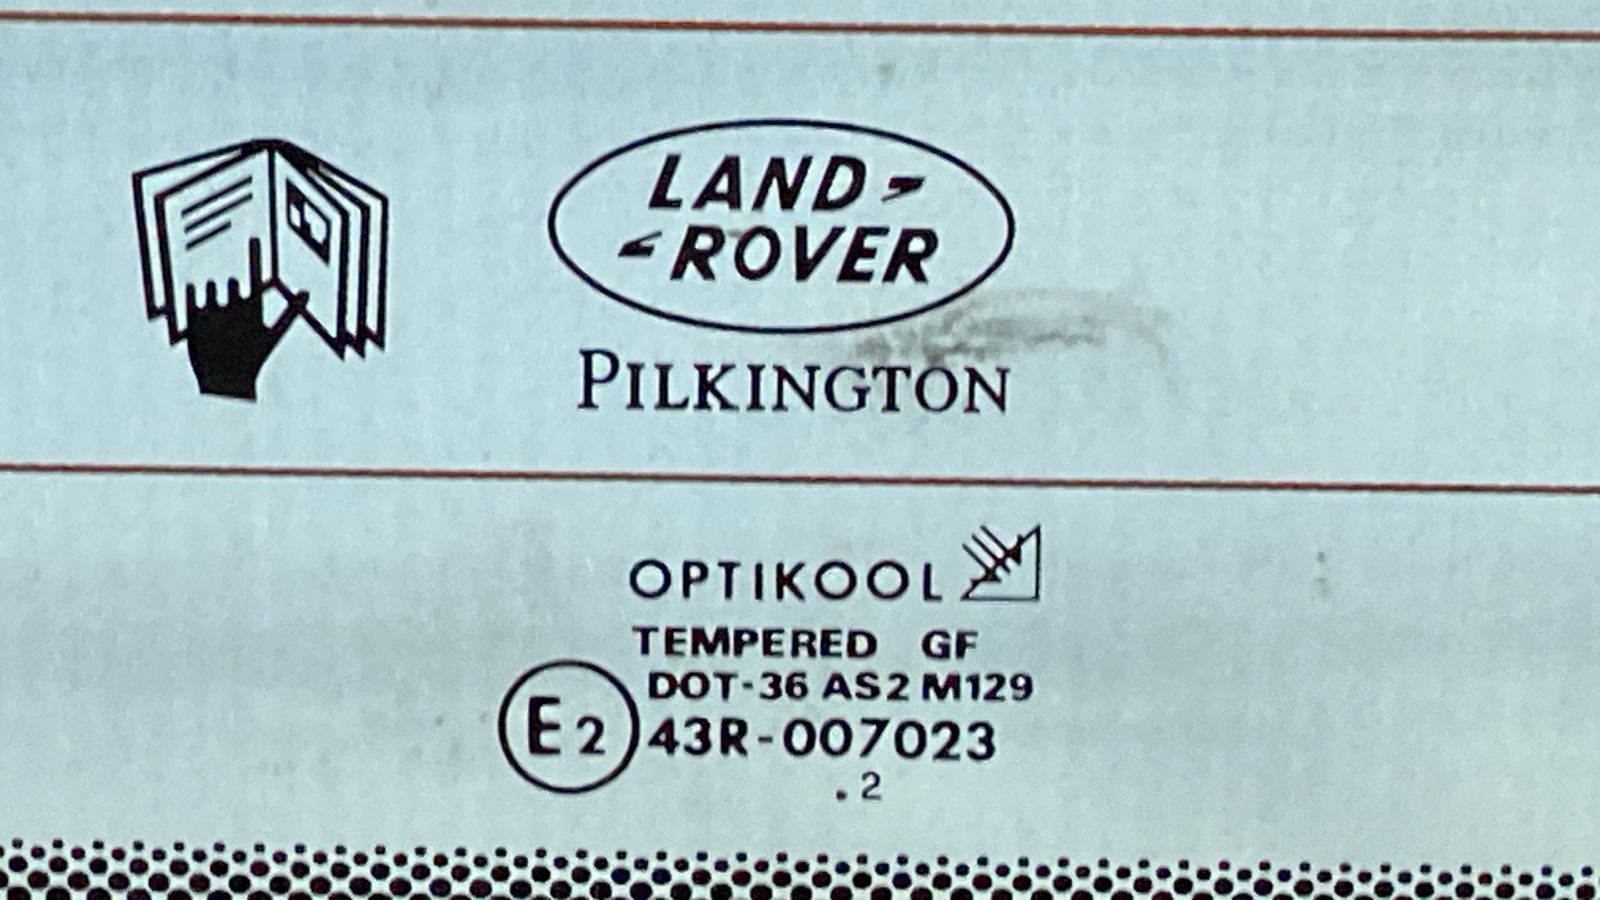 LAND
ROVER
PILKINGTON
OPTIKOOL
TEMPERED GF
DOT-36 AS2 M129
E2 43R-007023
.2